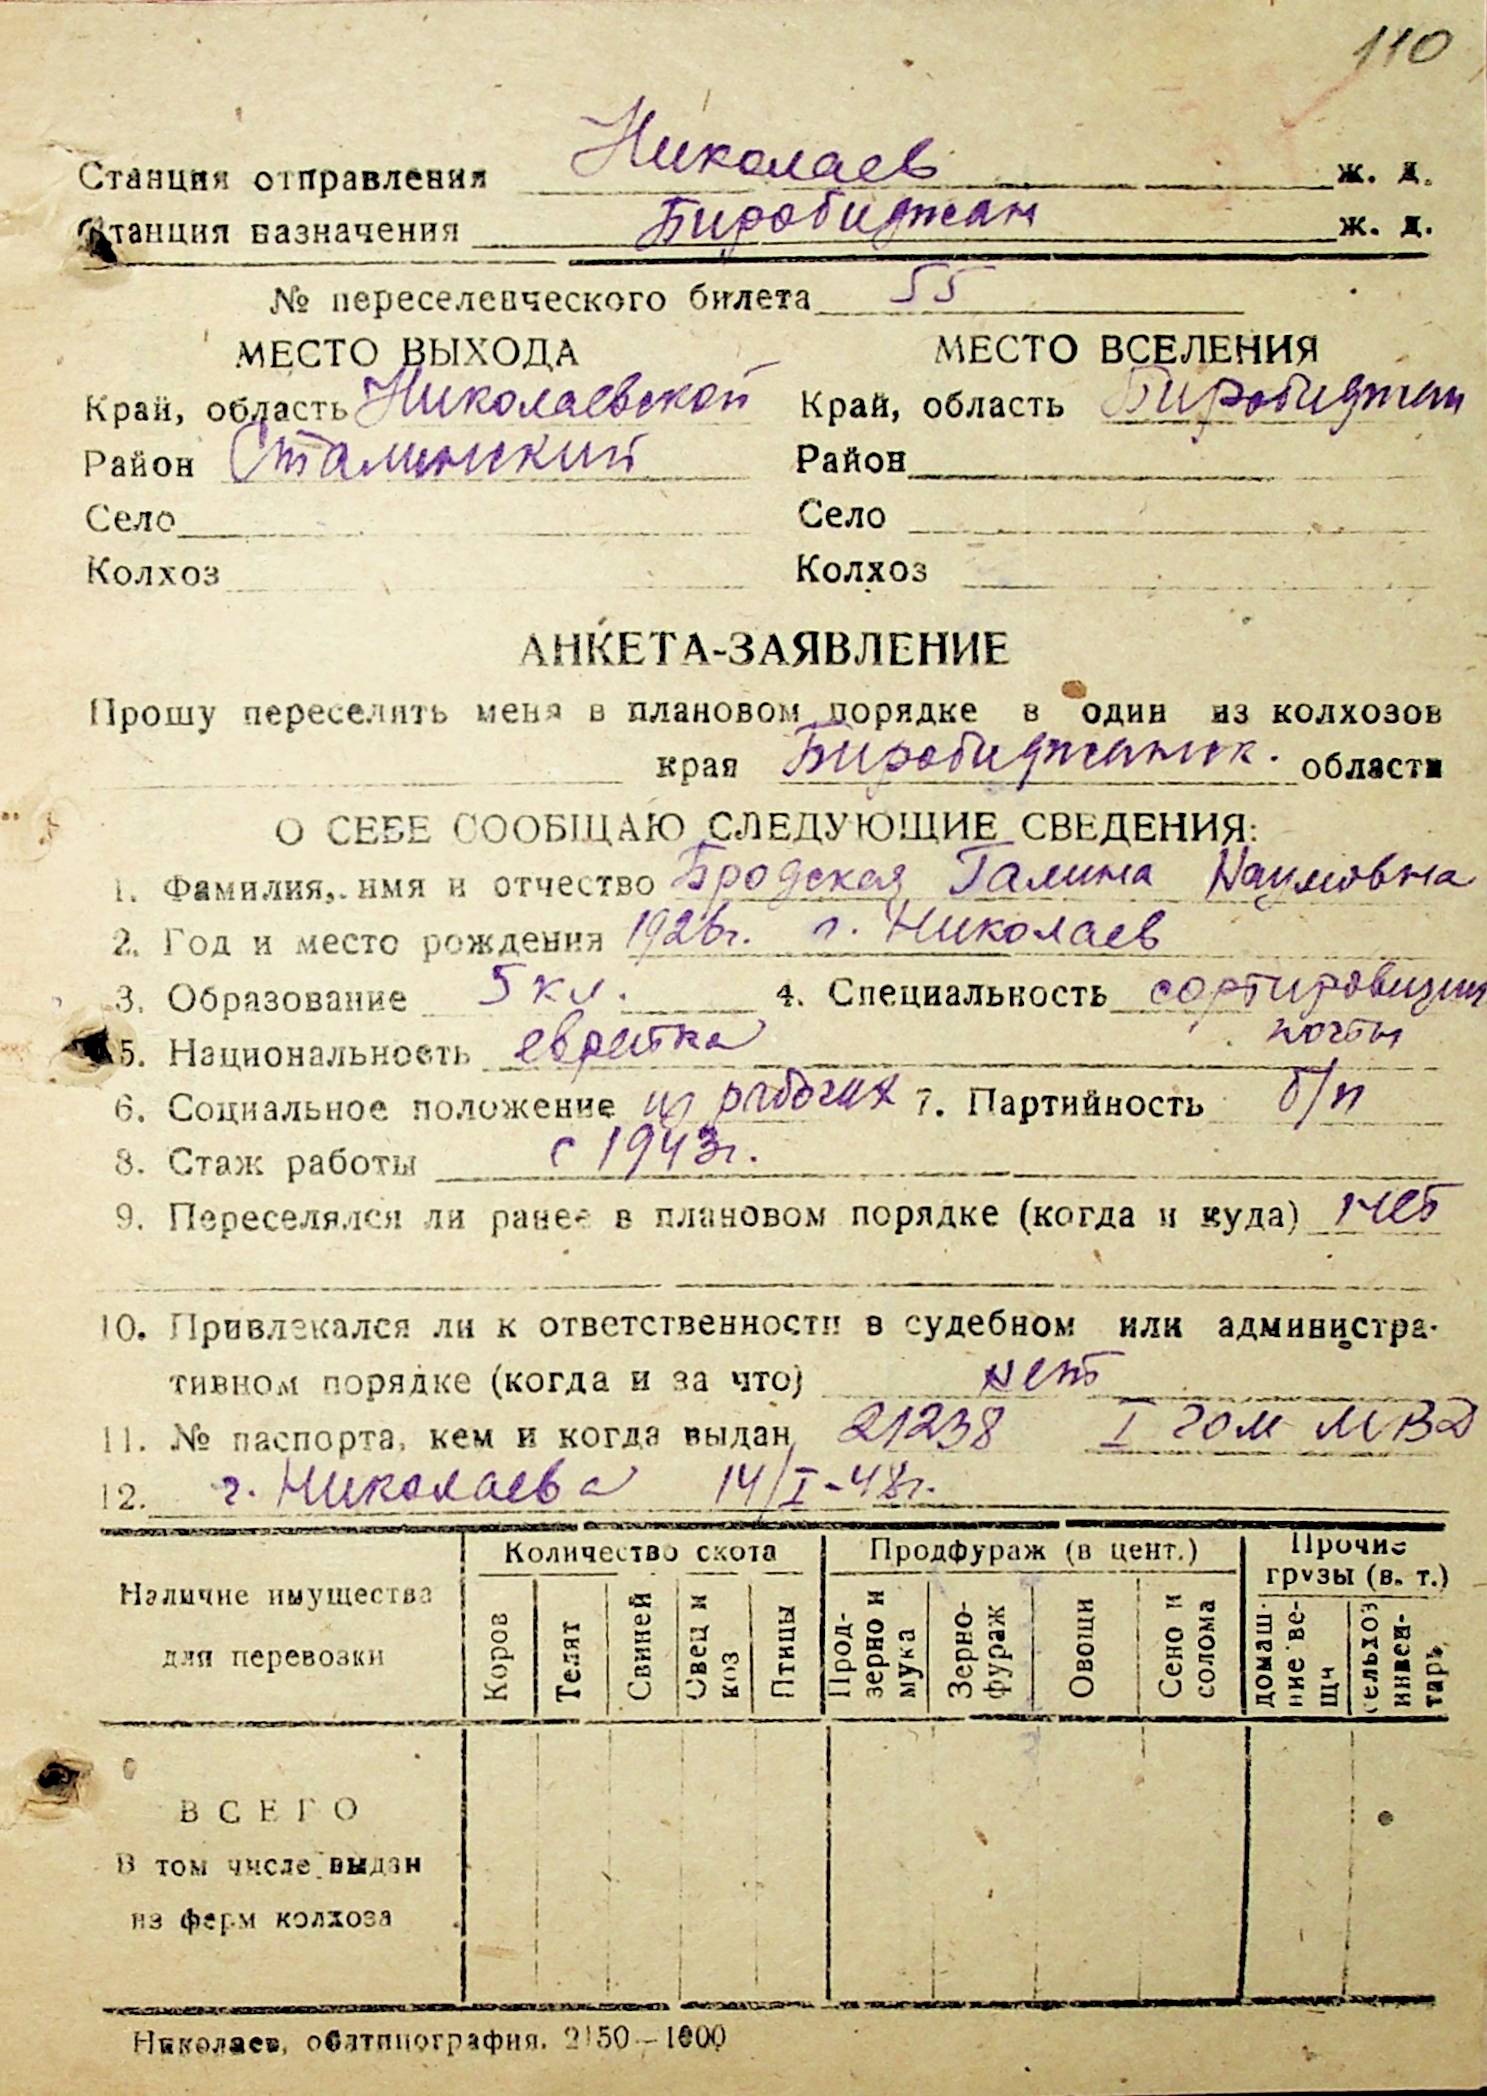 110
Станция отправления Николаев ж. д.
Станция назначения Биробиджан ж. д.
№ переселенческого билета 55
МЕСТО ВЫХОДА МЕСТО ВСЕЛЕНИЯ
Край, область Николаевской Край, область Биробиджан
Район Сталинский Район
Село Село
Колхоз Колхоз
АНКЕТА-ЗАЯВЛЕНИЕ
Прошу переселить меня в плановом порядке в один из колхозов
края Биробиджанск. области
О СЕБЕ СООБЩАЮ СЛЕДУЮЩИЕ СВЕДЕНИЯ:
1. Фамилия, имя и отчество Бродская Галина Наумовна
2. Год и место рождения 1926г. г. Николаев
3. Образование 5 кл. 4. Специальность сортировщик
5. Национальность еврейка почты
6. Социальное положение из рабочих 7. Партийность б/п
8. Стаж работы с 1943г.
9. Переселялся ли ранее в плановом порядке (когда и куда) нет
10. Привлекался ли к ответственности в судебном или администра-
тивном порядке (когда и за что) нет
11. № паспорта, кем и когда выдан 21238 I гом МВД
12. г. Николаева 14/I-48г.
Наличие имущества для перевозки
Количество скота Продфураж (в цент.) Прочие грузы (в. т.)
Коров Телят Свиней Овец и коз Птицы Прод-зерно и мука Зерно-фураж Овощи Сено и солома домаш-ние вещи сельхоз инвен-тарь
ВСЕГО
В том числе выдан
из ферм колхоза
Николаев, облтипография. 2150—1000